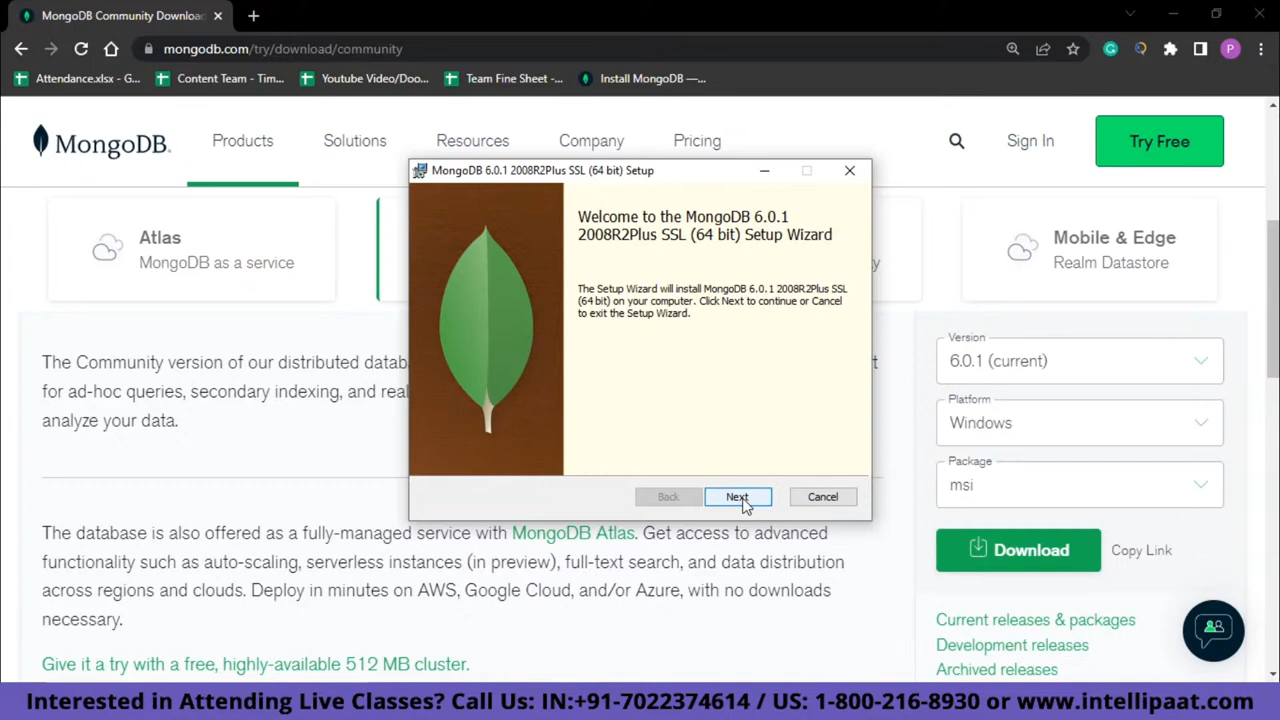 MongoDB Community Download
mongodb.com/try/download/community
P
Attendance.xlsx - G...
Content Team - Tim...
Youtube Video/Doo...
Team Fine Sheet -...
Install MongoDB —...
MongoDB.
Products
Solutions
Resources
Company
Pricing
Sign In
Try Free
MongoDB 6.0.1 2008R2Plus SSL (64 bit) Setup
Welcome to the MongoDB 6.0.1
2008R2Plus SSL (64 bit) Setup Wizard
The Setup Wizard will install MongoDB 6.0.1 2008R2Plus SSL
(64 bit) on your computer. Click Next to continue or Cancel
to exit the Setup Wizard.
Back
Next
Cancel
Atlas
MongoDB as a service
y
Mobile & Edge
Realm Datastore
The Community version of our distributed databa
t
for ad-hoc queries, secondary indexing, and rea
analyze your data.
The database is also offered as a fully-managed service with MongoDB Atlas. Get access to advanced
functionality such as auto-scaling, serverless instances (in preview), full-text search, and data distribution
across regions and clouds. Deploy in minutes on AWS, Google Cloud, and/or Azure, with no downloads
necessary.
Give it a try with a free, highly-available 512 MB cluster.
Version
6.0.1 (current)
Platform
Windows
Package
msi
Download
Copy Link
Current releases & packages
Development releases
Archived releases
Interested in Attending Live Classes? Call Us: IN:+91-7022374614 / US: 1-800-216-8930 or www.intellipaat.com